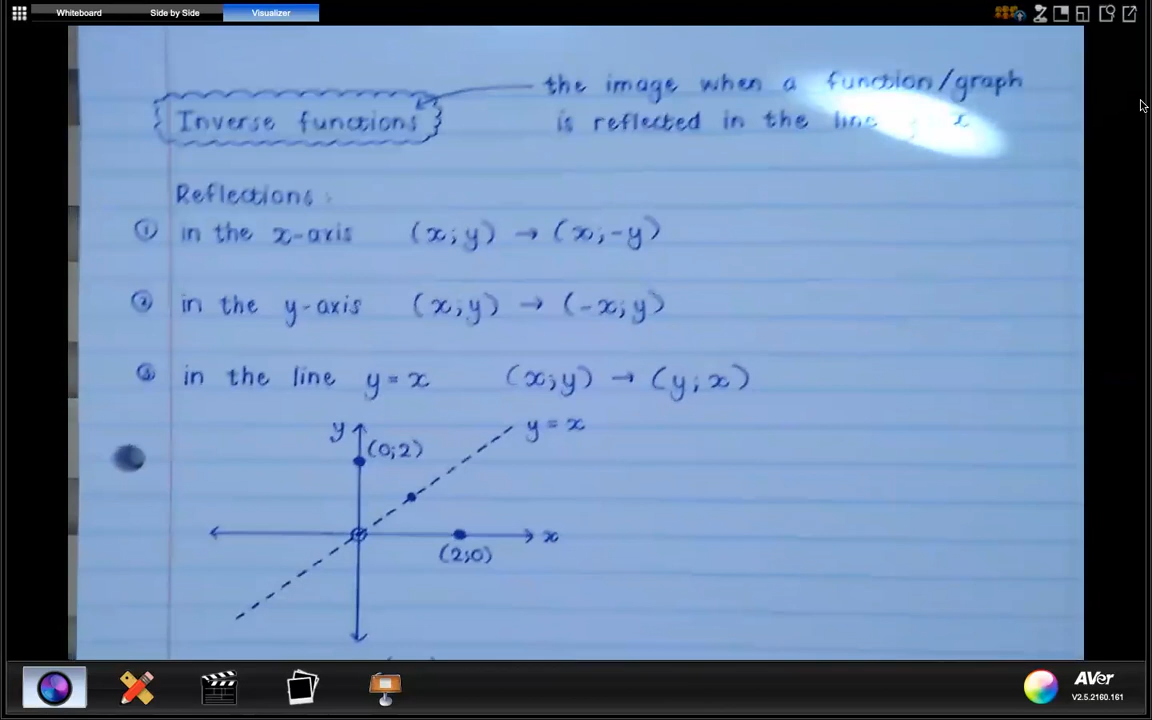 Whiteboard Side by Side Visualizer
the image when a function/graph
Inverse functions
is reflected in the line y = x
Reflections:
① in the x-axis (x;y) → (x;-y)
② in the y-axis (x;y) → (-x;y)
③ in the line y = x (x;y) → (y;x)
y (0;2) y = x
x
(2;0)
AVer
V2.5.2160.161